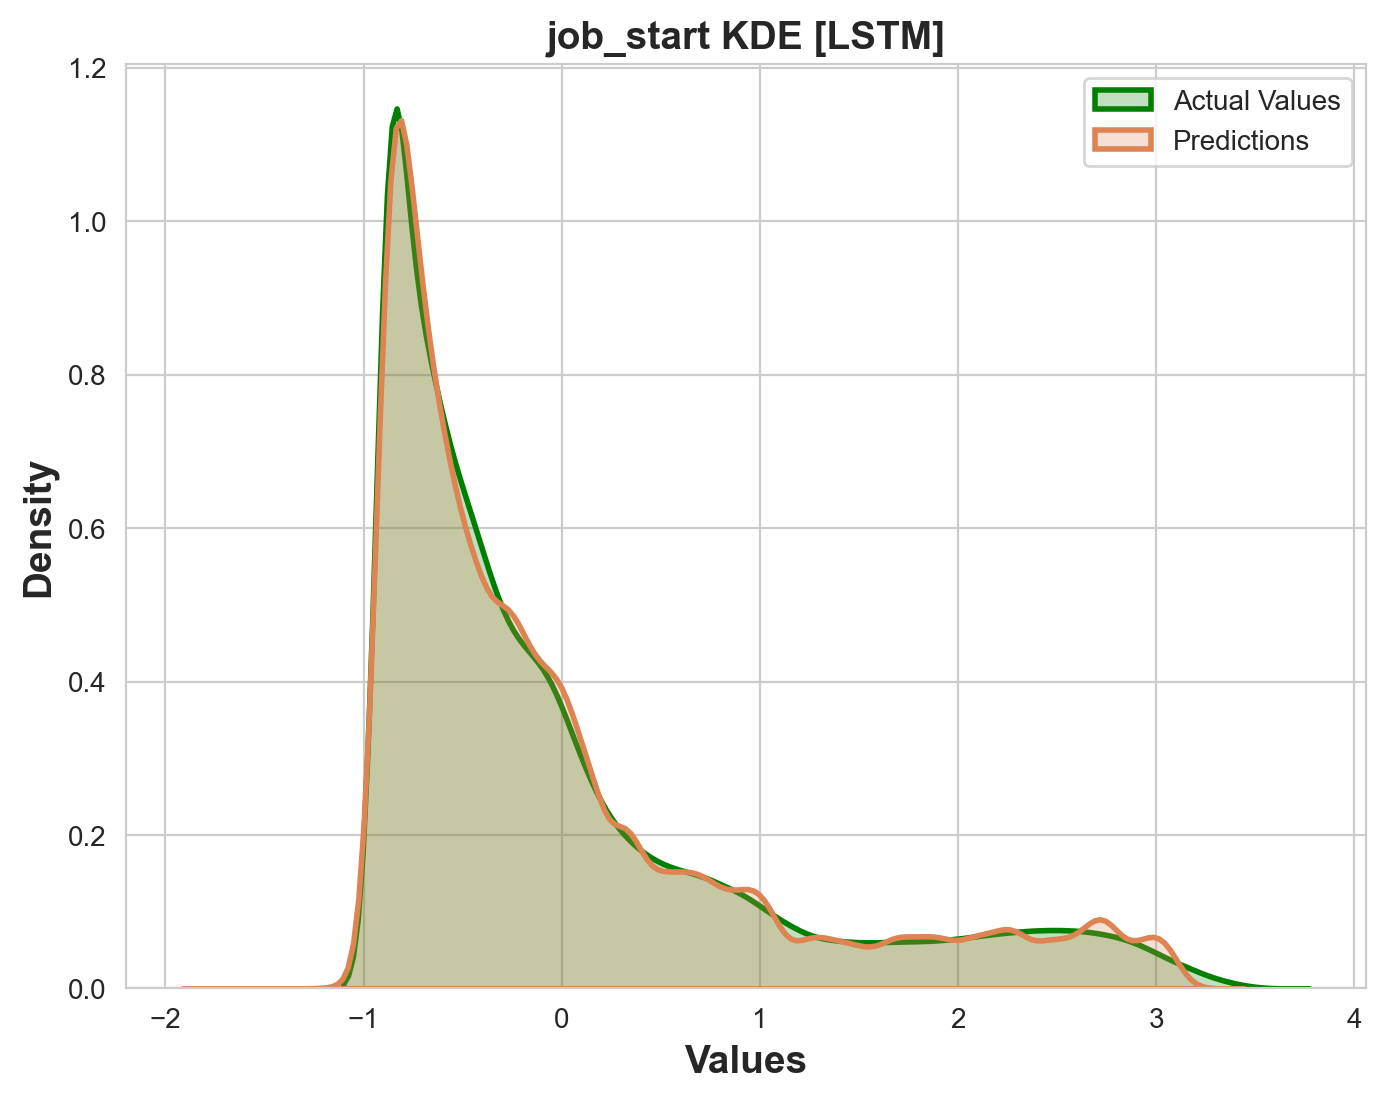 job_start KDE [LSTM]
Actual Values
Predictions
Density
1.2
1.0
0.8
0.6
0.4
0.2
0.0
−2 −1 0 1 2 3 4
Values